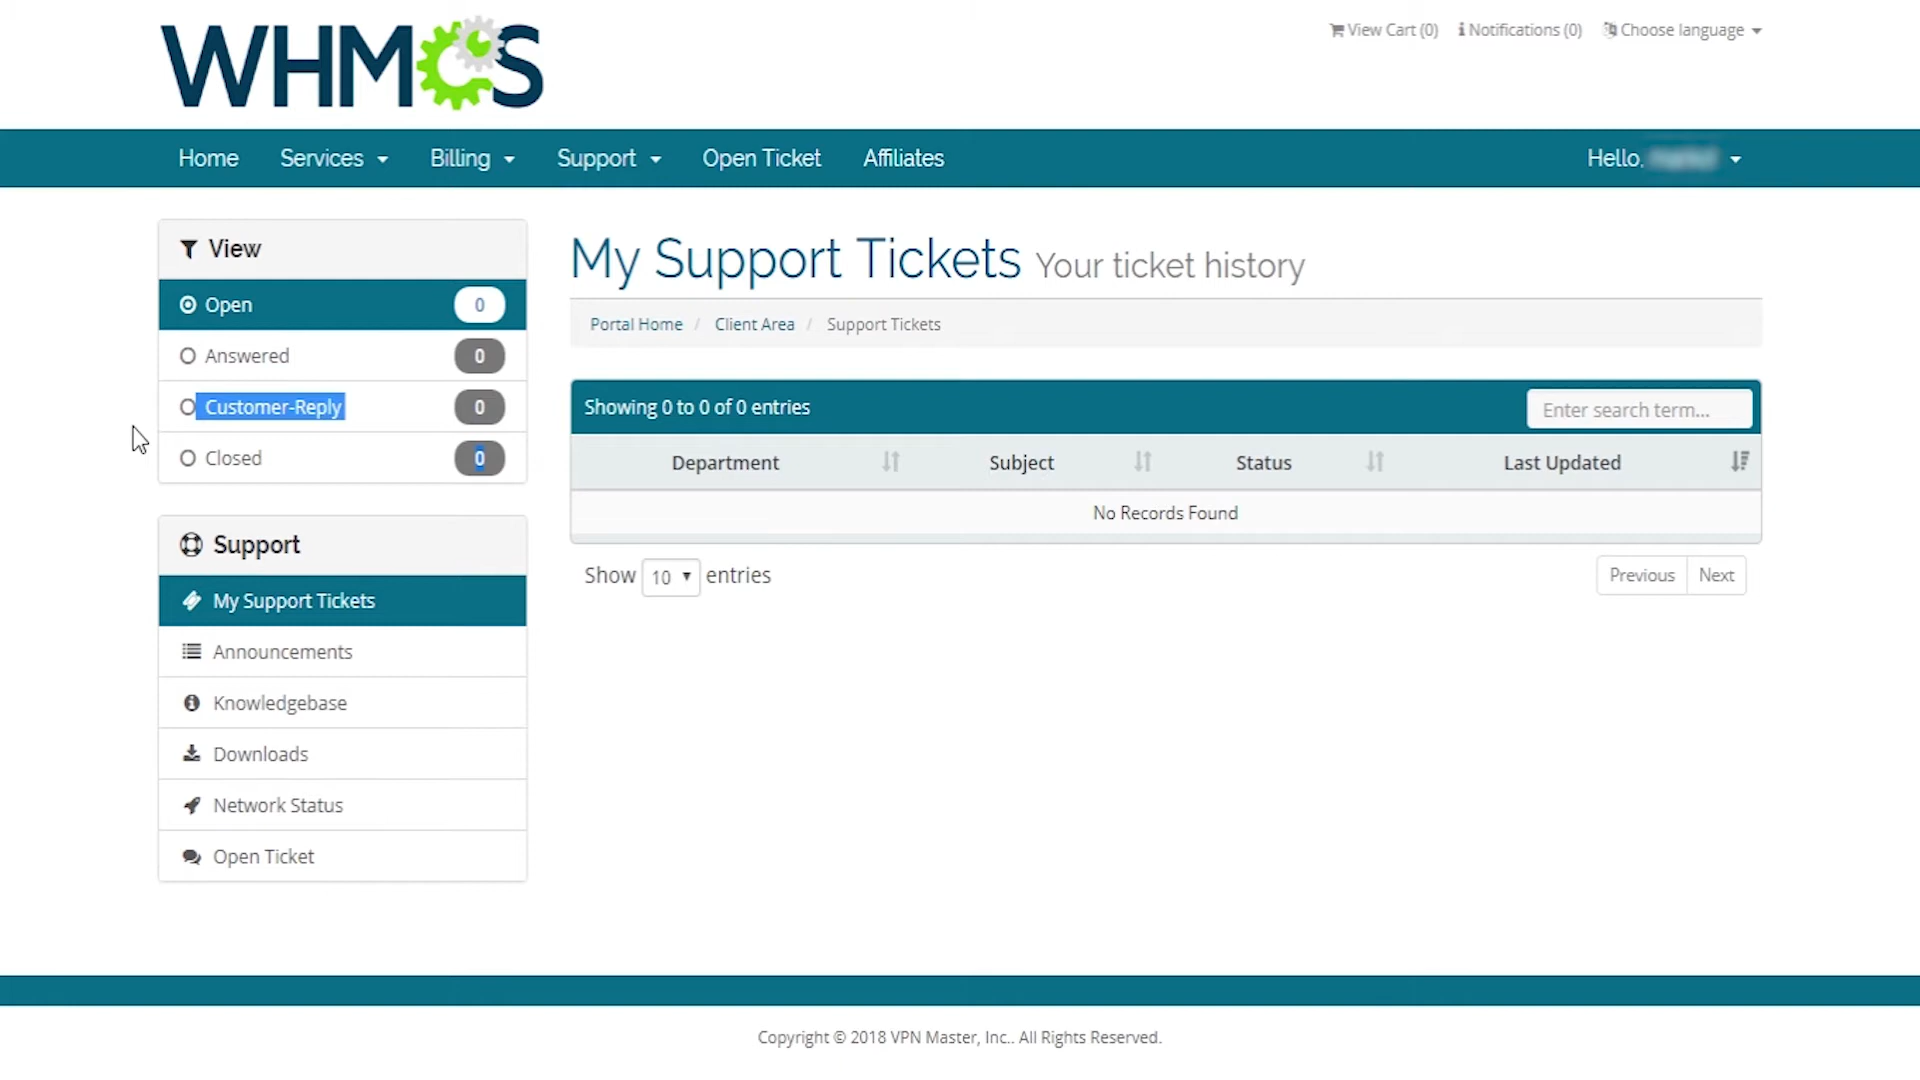 WHMCS
View Cart (0) Notifications (0) Choose language
Home Services Billing Support Open Ticket Affiliates Hello,
View
Open 0
Answered 0
Customer-Reply 0
Closed 0
Support
My Support Tickets
Announcements
Knowledgebase
Downloads
Network Status
Open Ticket
My Support Tickets Your ticket history
Portal Home / Client Area / Support Tickets
Showing 0 to 0 of 0 entries Enter search term...
Department Subject Status Last Updated
No Records Found
Show 10 entries Previous Next
Copyright © 2018 VPN Master, Inc.. All Rights Reserved.